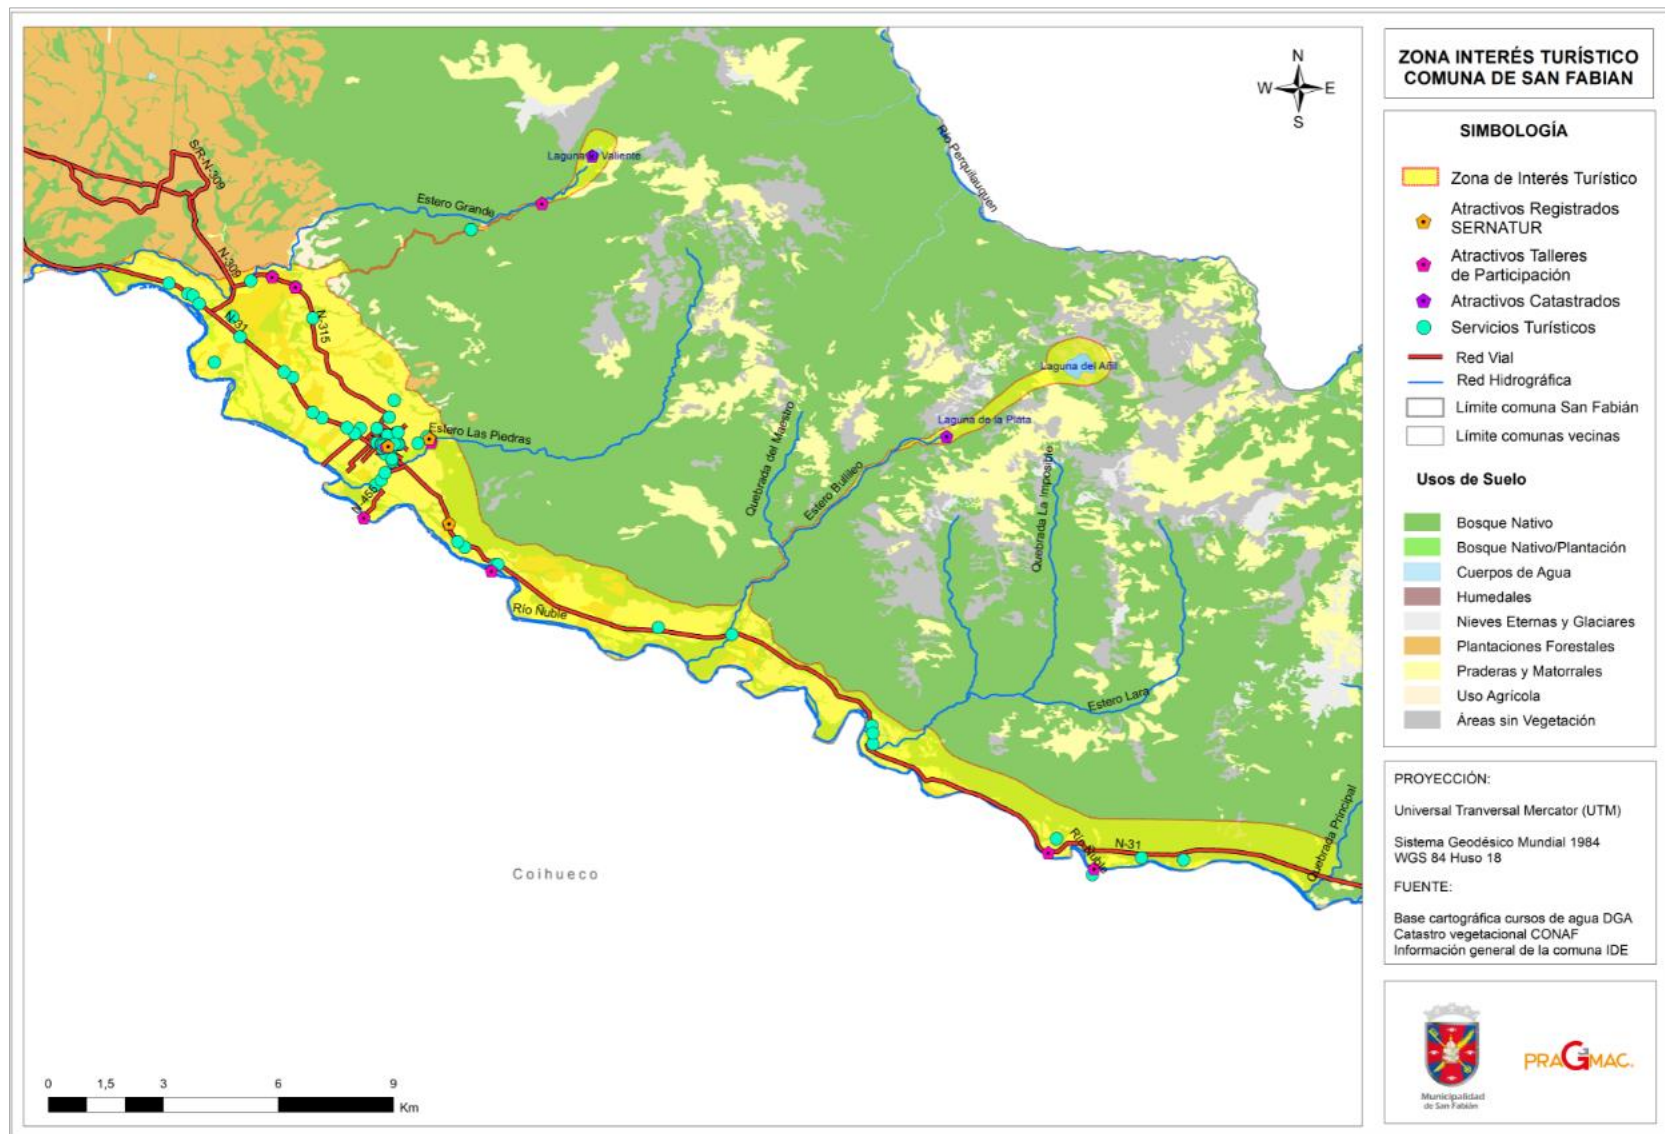 ZONA INTERÉS TURÍSTICO
COMUNA DE SAN FABIAN
SIMBOLOGÍA
Zona de Interés Turístico
Atractivos Registrados
SERNATUR
Atractivos Talleres
de Participación
Atractivos Catastrados
Servicios Turísticos
Red Vial
Red Hidrográfica
Límite comuna San Fabián
Límite comunas vecinas
Usos de Suelo
Bosque Nativo
Bosque Nativo/Plantación
Cuerpos de Agua
Humedales
Nieves Eternas y Glaciares
Plantaciones Forestales
Praderas y Matorrales
Uso Agrícola
Áreas sin Vegetación
PROYECCIÓN:
Universal Tranversal Mercator (UTM)
Sistema Geodésico Mundial 1984
WGS 84 Huso 18
FUENTE:
Base cartográfica cursos de agua DGA
Catastro vegetacional CONAF
Información general de la comuna IDE
Municipalidad
de San Fabián
PRAGMAC.
N
W E
S
S/R-N-309
Laguna Valiente
Río Perquilauquen
Estero Grande
N-309
N-31
N-315
Laguna del Añil
Laguna de la Plata
Estero Las Piedras
Quebrada del Maestro
Estero Bullileo
Quebrada La Imposible
N-455
Río Ñuble
Estero Lara
Río Ñuble
N-31
Quebrada Principal
Coihueco
0 1,5 3 6 9
Km